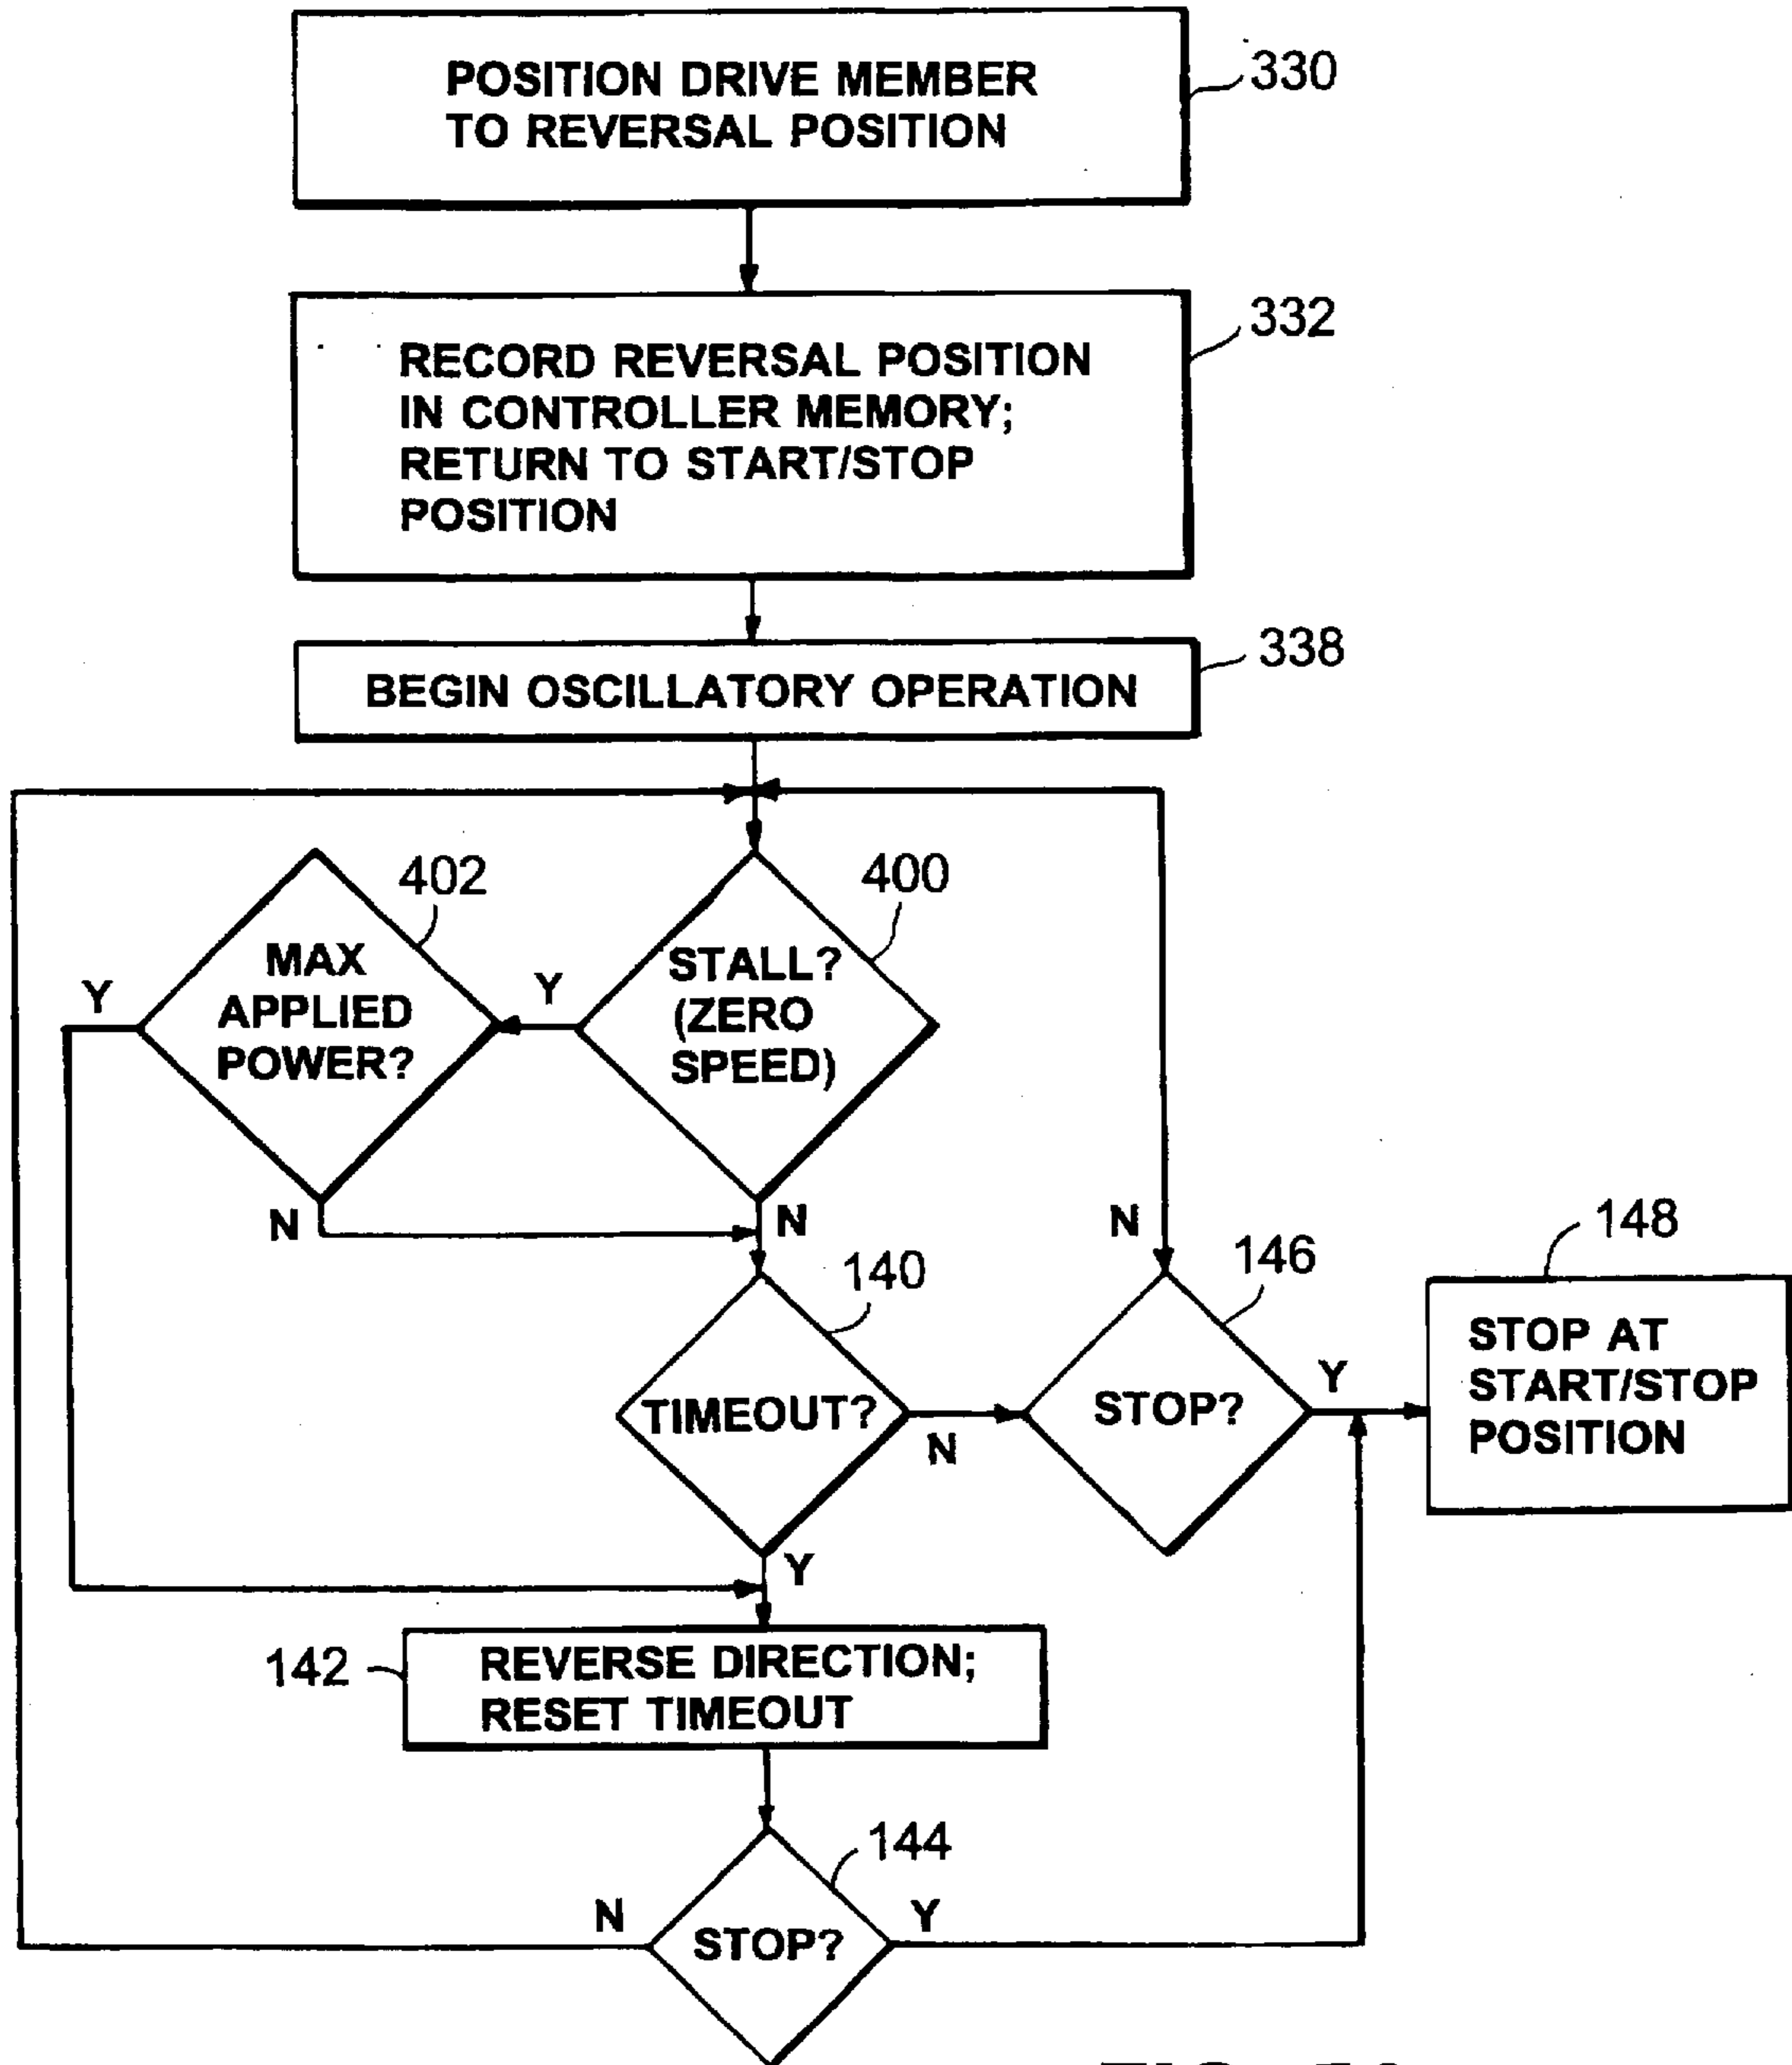 POSITION DRIVE MEMBER
TO REVERSAL POSITION
330
RECORD REVERSAL POSITION
IN CONTROLLER MEMORY;
RETURN TO START/STOP
POSITION
332
BEGIN OSCILLATORY OPERATION
338
402
MAX
APPLIED
POWER?
Y
N
400
STALL?
(ZERO
SPEED)
Y
N
140
TIMEOUT?
N
Y
146
STOP?
N
Y
148
STOP AT
START/STOP
POSITION
142
REVERSE DIRECTION;
RESET TIMEOUT
144
STOP?
N
Y